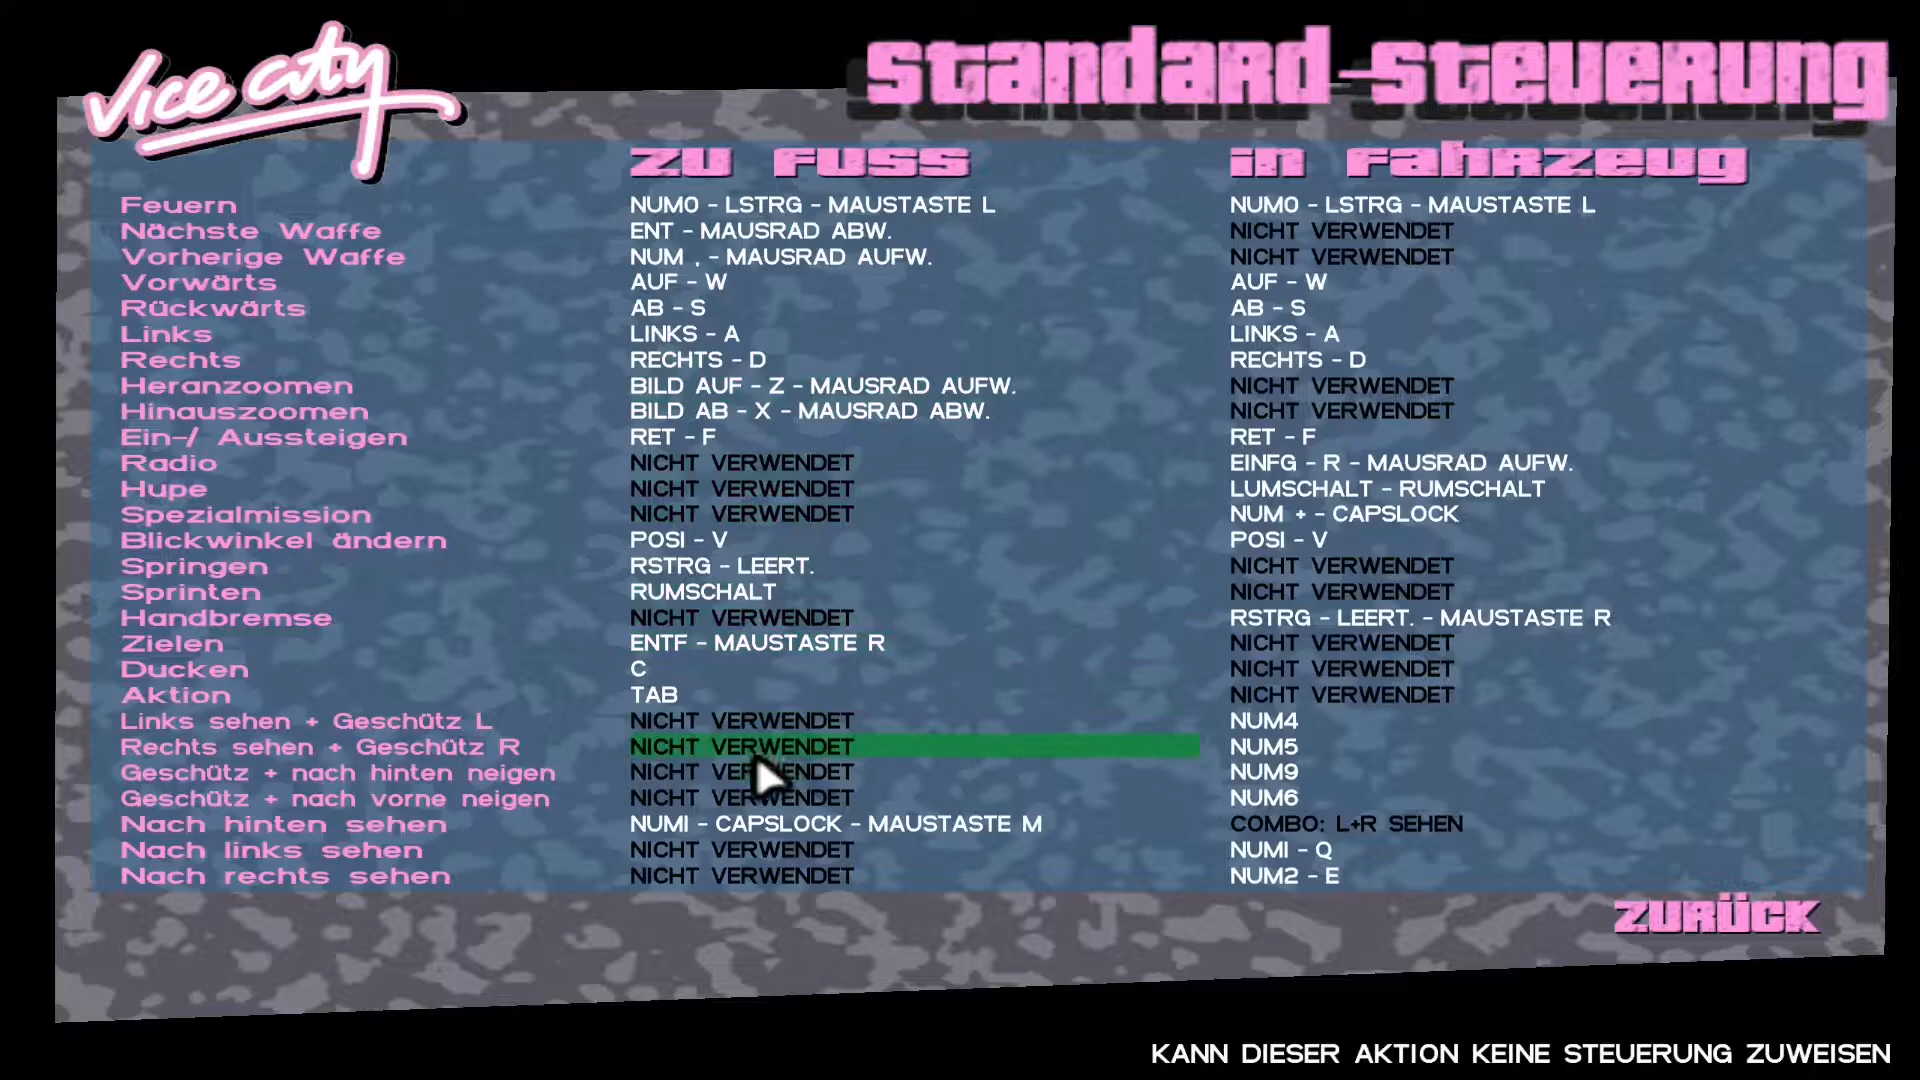 Vice City
Standard-Steuerung
Zu Fuss In Fahrzeug
Feuern NUM0 - LSTRG - MAUSTASTE L NUM0 - LSTRG - MAUSTASTE L
Nächste Waffe ENT - MAUSRAD ABW. NICHT VERWENDET
Vorherige Waffe NUM , - MAUSRAD AUFW. NICHT VERWENDET
Vorwärts AUF - W AUF - W
Rückwärts AB - S AB - S
Links LINKS - A LINKS - A
Rechts RECHTS - D RECHTS - D
Heranzoomen BILD AUF - Z - MAUSRAD AUFW. NICHT VERWENDET
Hinauszoomen BILD AB - X - MAUSRAD ABW. NICHT VERWENDET
Ein-/ Aussteigen RET - F RET - F
Radio NICHT VERWENDET EINFG - R - MAUSRAD AUFW.
Hupe NICHT VERWENDET LUMSCHALT - RUMSCHALT
Spezialmission NICHT VERWENDET NUM + - CAPSLOCK
Blickwinkel ändern POS1 - V POS1 - V
Springen RSTRG - LEERT. NICHT VERWENDET
Sprinten RUMSCHALT NICHT VERWENDET
Handbremse NICHT VERWENDET RSTRG - LEERT. - MAUSTASTE R
Zielen ENTF - MAUSTASTE R NICHT VERWENDET
Ducken C NICHT VERWENDET
Aktion TAB NICHT VERWENDET
Links sehen + Geschütz L NICHT VERWENDET NUM4
Rechts sehen + Geschütz R NICHT VERWENDET NUM5
Geschütz + nach hinten neigen NICHT VERWENDET NUM9
Geschütz + nach vorne neigen NICHT VERWENDET NUM6
Nach hinten sehen NUM1 - CAPSLOCK - MAUSTASTE M COMBO: L+R SEHEN
Nach links sehen NICHT VERWENDET NUM1 - Q
Nach rechts sehen NICHT VERWENDET NUM2 - E
Zurück
KANN DIESER AKTION KEINE STEUERUNG ZUWEISEN